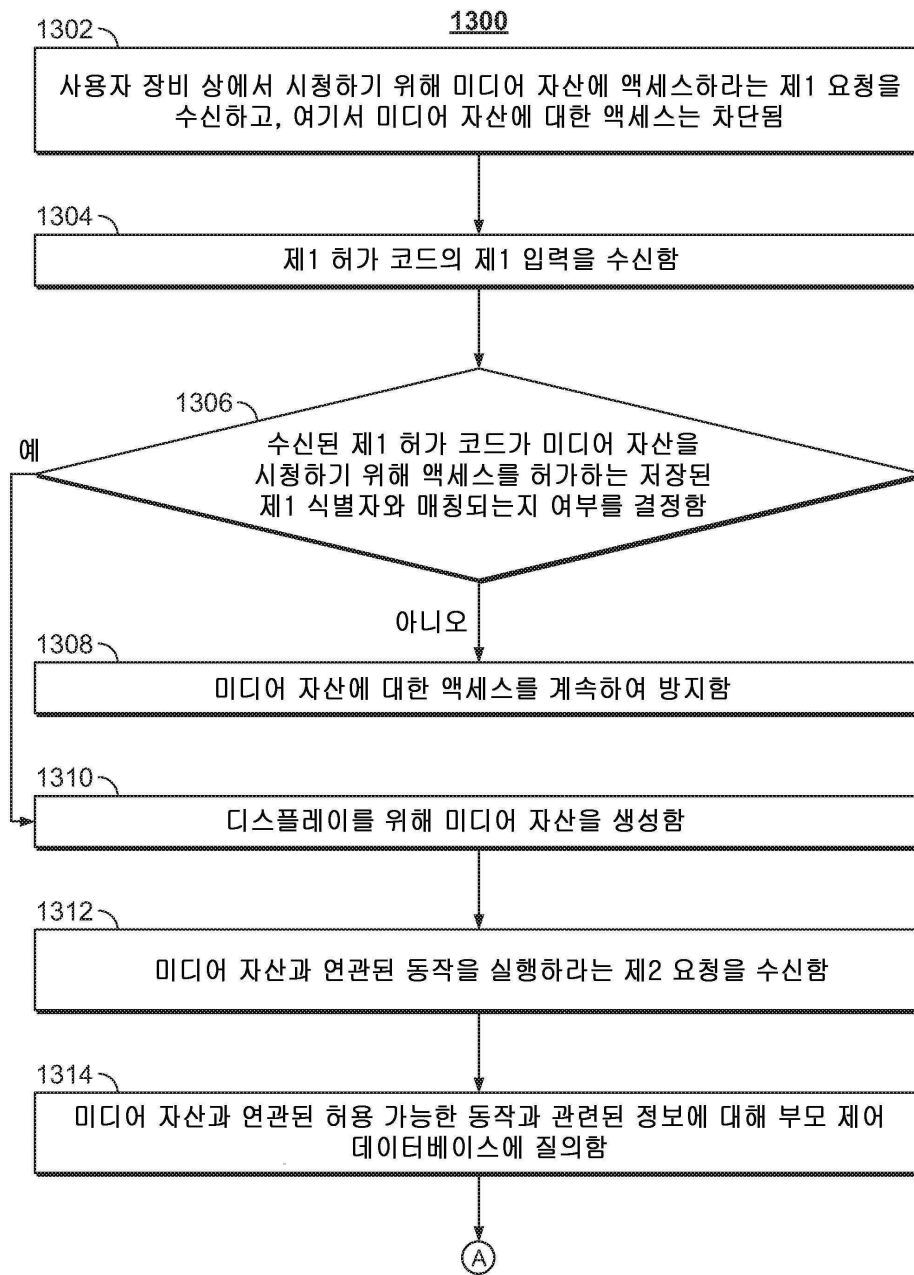 1300
1302
사용자 장비 상에서 시청하기 위해 미디어 자산에 액세스하라는 제1 요청을
수신하고, 여기서 미디어 자산에 대한 액세스는 차단됨
1304
제1 허가 코드의 제1 입력을 수신함
1306
수신된 제1 허가 코드가 미디어 자산을
시청하기 위해 액세스를 허가하는 저장된
제1 식별자와 매칭되는지 여부를 결정함
예
아니오
1308
미디어 자산에 대한 액세스를 계속하여 방지함
1310
디스플레이를 위해 미디어 자산을 생성함
1312
미디어 자산과 연관된 동작을 실행하라는 제2 요청을 수신함
1314
미디어 자산과 연관된 허용 가능한 동작과 관련된 정보에 대해 부모 제어
데이터베이스에 질의함
A